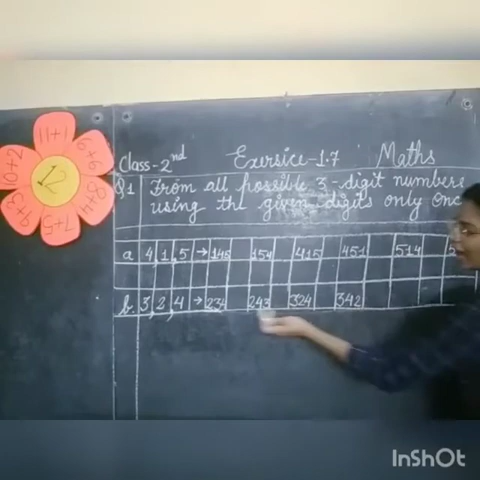 11+1
10+2
6+6
12
9+3
8+4
7+5
Class-2nd Exersice-1.7 Maths
Q1 From all possible 3-digit numbers
using the given digits only onc
a 4,1,5 → 145 154 415 451 514 5
b. 3,2,4 → 234 243 324 342
InShOt